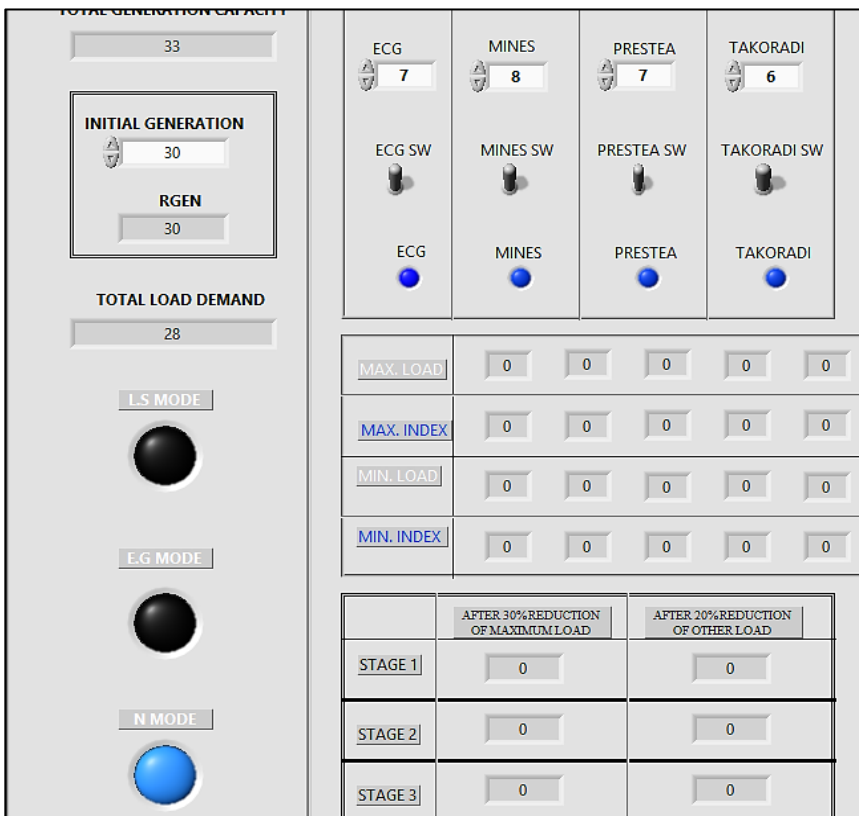 TOTAL GENERATION CAPACITY
33
INITIAL GENERATION
30
RGEN
30
TOTAL LOAD DEMAND
28
L.S MODE
E.G MODE
N MODE
ECG MINES PRESTEA TAKORADI
7 8 7 6
ECG SW MINES SW PRESTEA SW TAKORADI SW
ECG MINES PRESTEA TAKORADI
MAX. LOAD 0 0 0 0 0
MAX. INDEX 0 0 0 0 0
MIN. LOAD 0 0 0 0 0
MIN. INDEX 0 0 0 0 0
AFTER 30%REDUCTION AFTER 20%REDUCTION
OF MAXIMUM LOAD OF OTHER LOAD
STAGE 1 0 0
STAGE 2 0 0
STAGE 3 0 0